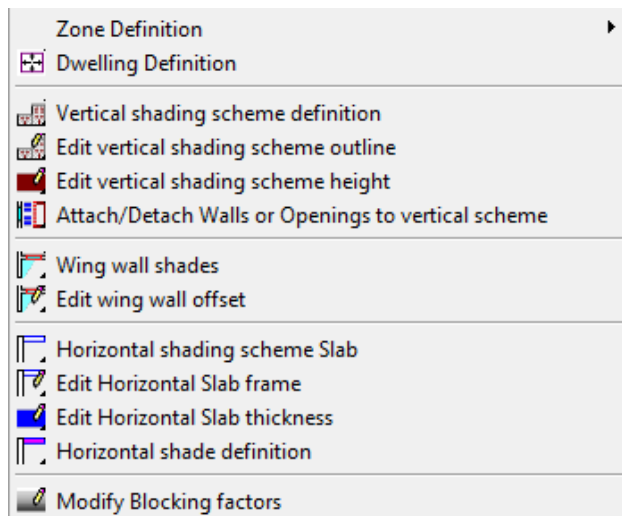 Zone Definition
Dwelling Definition
Vertical shading scheme definition
Edit vertical shading scheme outline
Edit vertical shading scheme height
Attach/Detach Walls or Openings to vertical scheme
Wing wall shades
Edit wing wall offset
Horizontal shading scheme Slab
Edit Horizontal Slab frame
Edit Horizontal Slab thickness
Horizontal shade definition
Modify Blocking factors